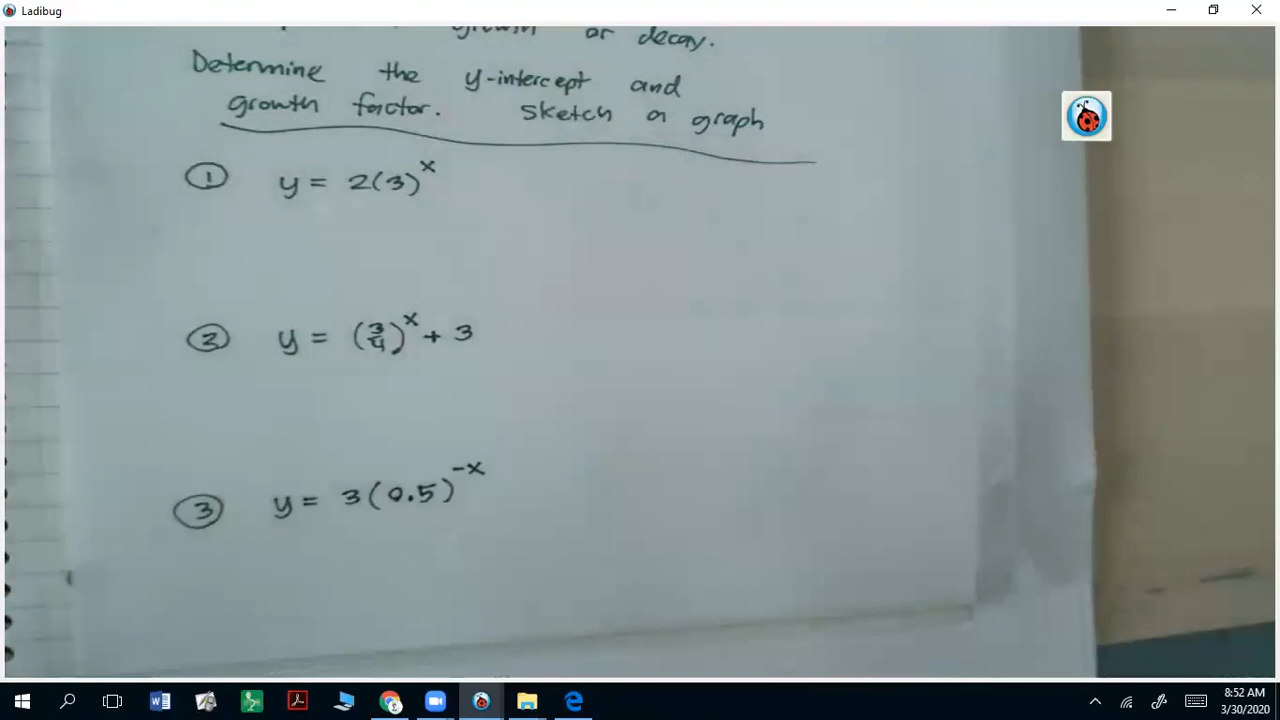 Ladibug
growth or decay.
Determine the y-intercept and
growth factor. Sketch a graph
① y = 2(3)^x
② y = (3/4)^x + 3
③ y = 3(0.5)^-x
8:52 AM
3/30/2020